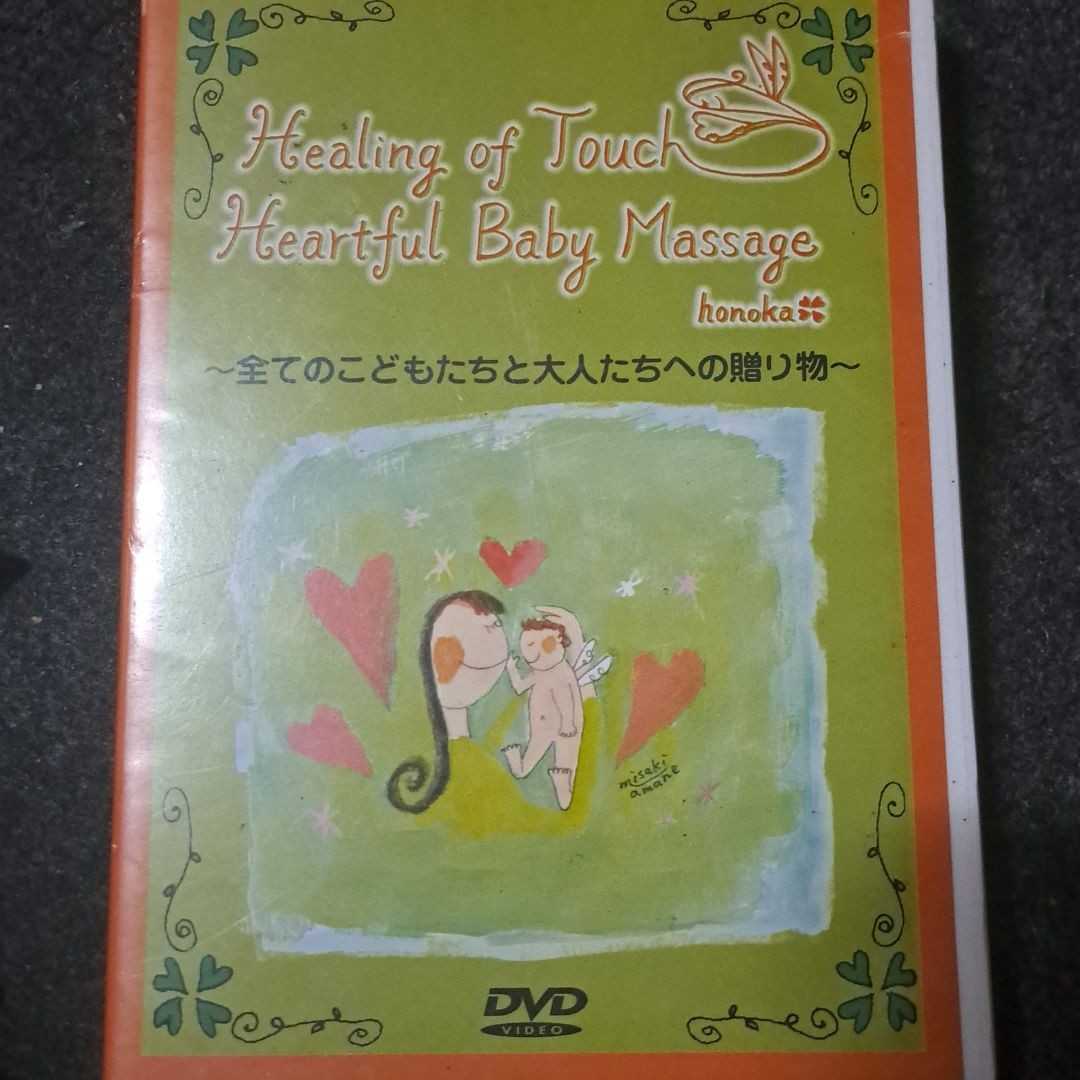 Healing of Touch
Heartful Baby Massage
honoka
～全てのこどもたちと大人たちへの贈り物～
misaki
amane
DVD
VIDEO